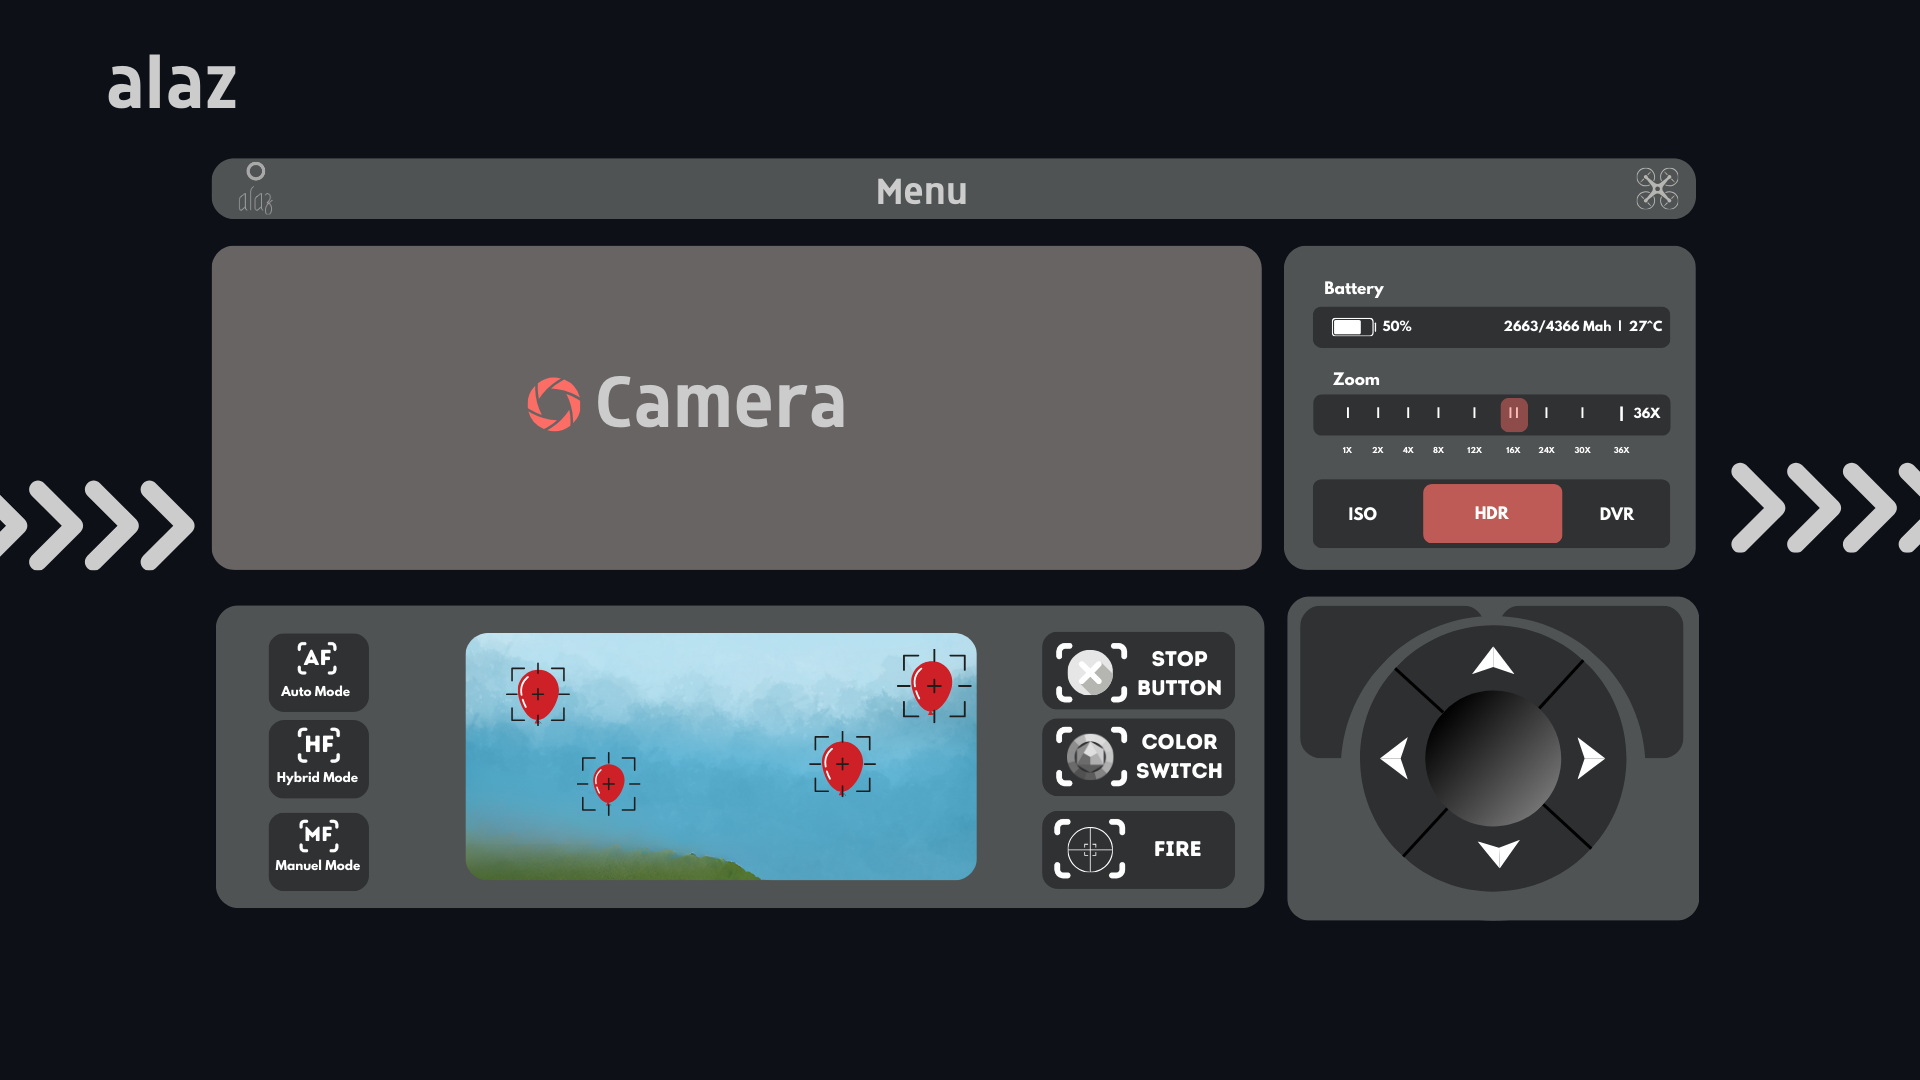 alaz
alaz
Menu
Camera
Battery
50%
2663/4366 Mah | 27°C
Zoom
36X
1X 2X 4X 8X 12X 16X 24X 30X 36X
ISO
HDR
DVR
AF
Auto Mode
HF
Hybrid Mode
MF
Manuel Mode
STOP
BUTTON
COLOR
SWITCH
FIRE